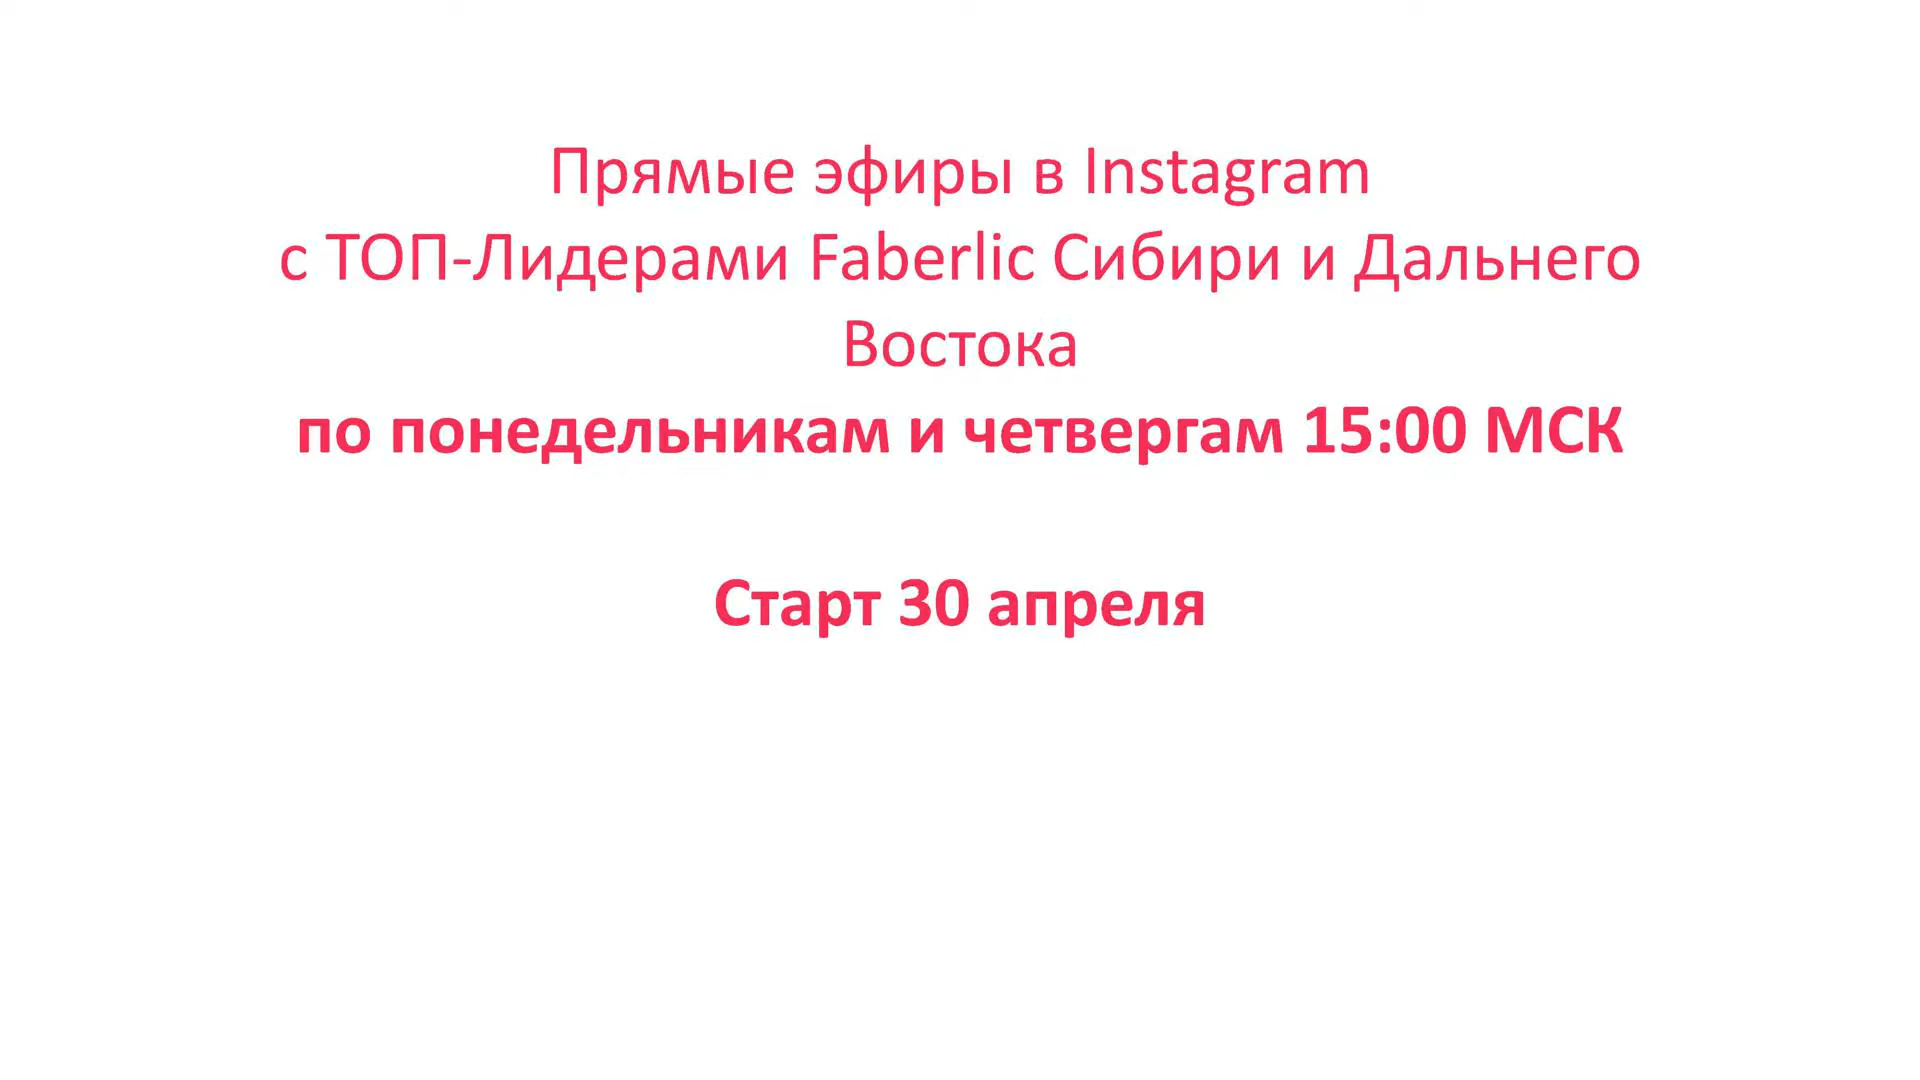 Прямые эфиры в Instagram
с ТОП-Лидерами Faberlic Сибири и Дальнего
Востока
по понедельникам и четвергам 15:00 МСК
Старт 30 апреля